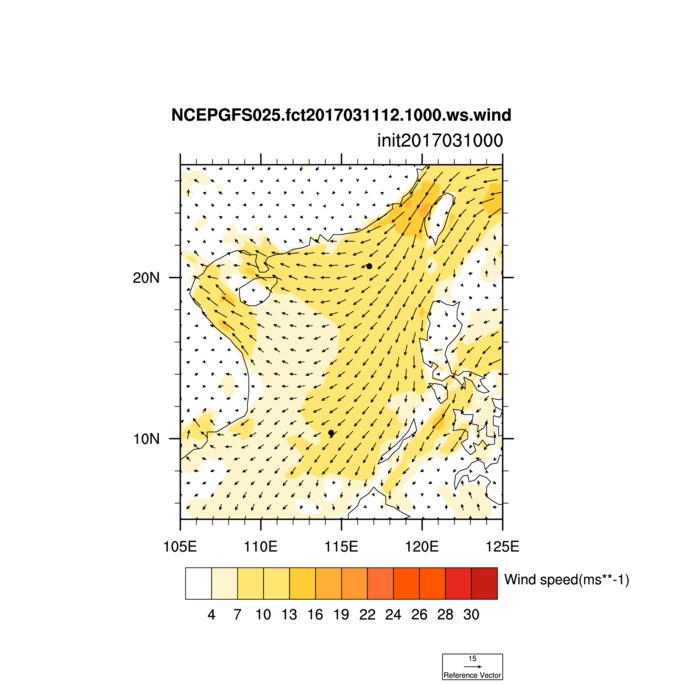 NCEPGFS025.fct2017031112.1000.ws.wind
init2017031000
20N
10N
105E 110E 115E 120E 125E
Wind speed(ms**-1)
4 7 10 13 16 19 22 24 26 28 30
15
Reference Vector